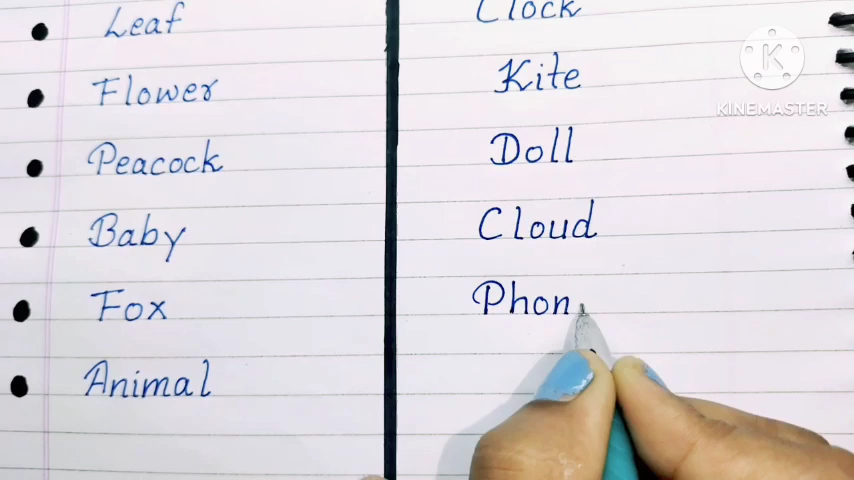 Leaf
Flower
Peacock
Baby
Fox
Animal
Clock
Kite
Doll
Cloud
Phon
KINEMASTER